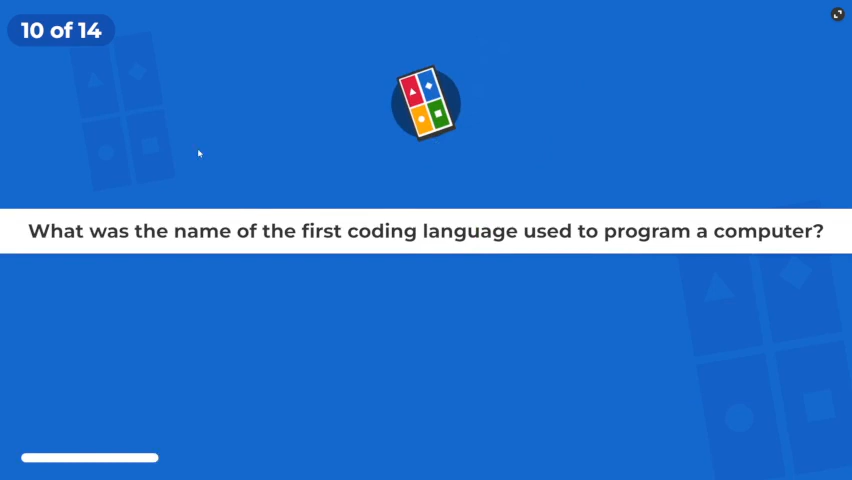 10 of 14
What was the name of the first coding language used to program a computer?